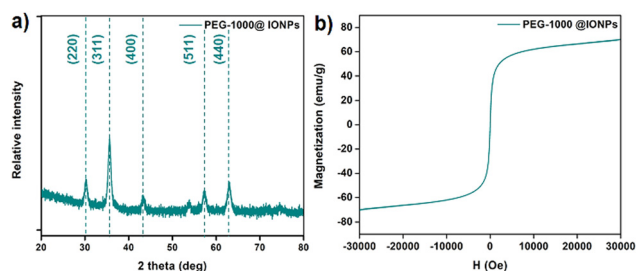 a)
PEG-1000@ IONPs
(220)
(311)
(400)
(511)
(440)
Relative intensity
20 30 40 50 60 70 80
2 theta (deg)
b)
PEG-1000 @IONPs
Magnetization (emu/g)
80
60
40
20
0
-20
-40
-60
-80
-30000 -20000 -10000 0 10000 20000 30000
H (Oe)